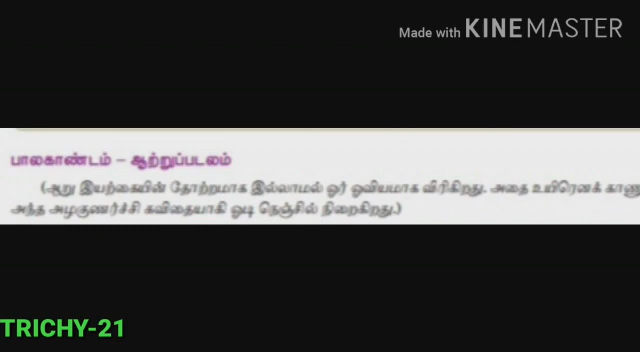 Made with KINEMASTER
பாலகாண்டம் – ஆற்றுப்படலம்
(ஆறு இயற்கையின் தோற்றமாக இல்லாமல் ஓர் ஓவியமாக விரிகிறது. அதை உயிரெனக்
அந்த அழகுணர்ச்சி கவிதையாகி ஓடி நெஞ்சில் நிறைகிறது.)
TRICHY-21